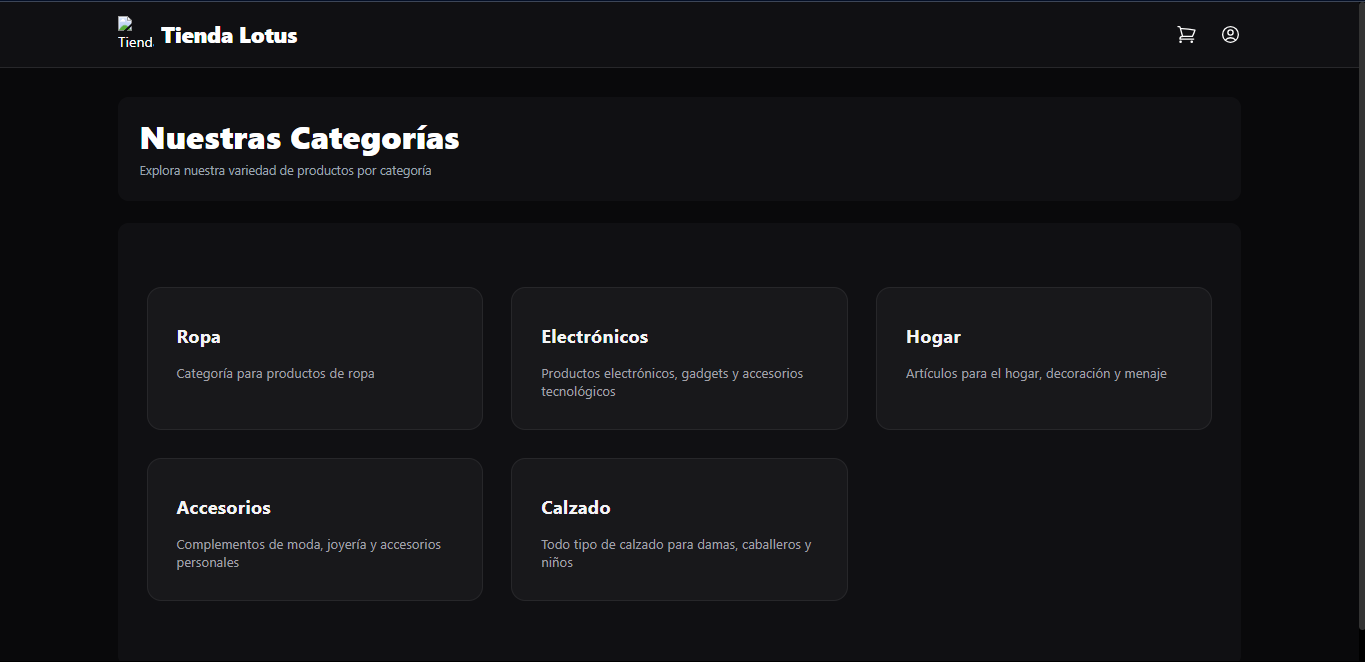 Tienda Lotus
Nuestras Categorías
Explora nuestra variedad de productos por categoría
Ropa
Categoría para productos de ropa
Electrónicos
Productos electrónicos, gadgets y accesorios
tecnológicos
Hogar
Artículos para el hogar, decoración y menaje
Accesorios
Complementos de moda, joyería y accesorios
personales
Calzado
Todo tipo de calzado para damas, caballeros y
niños